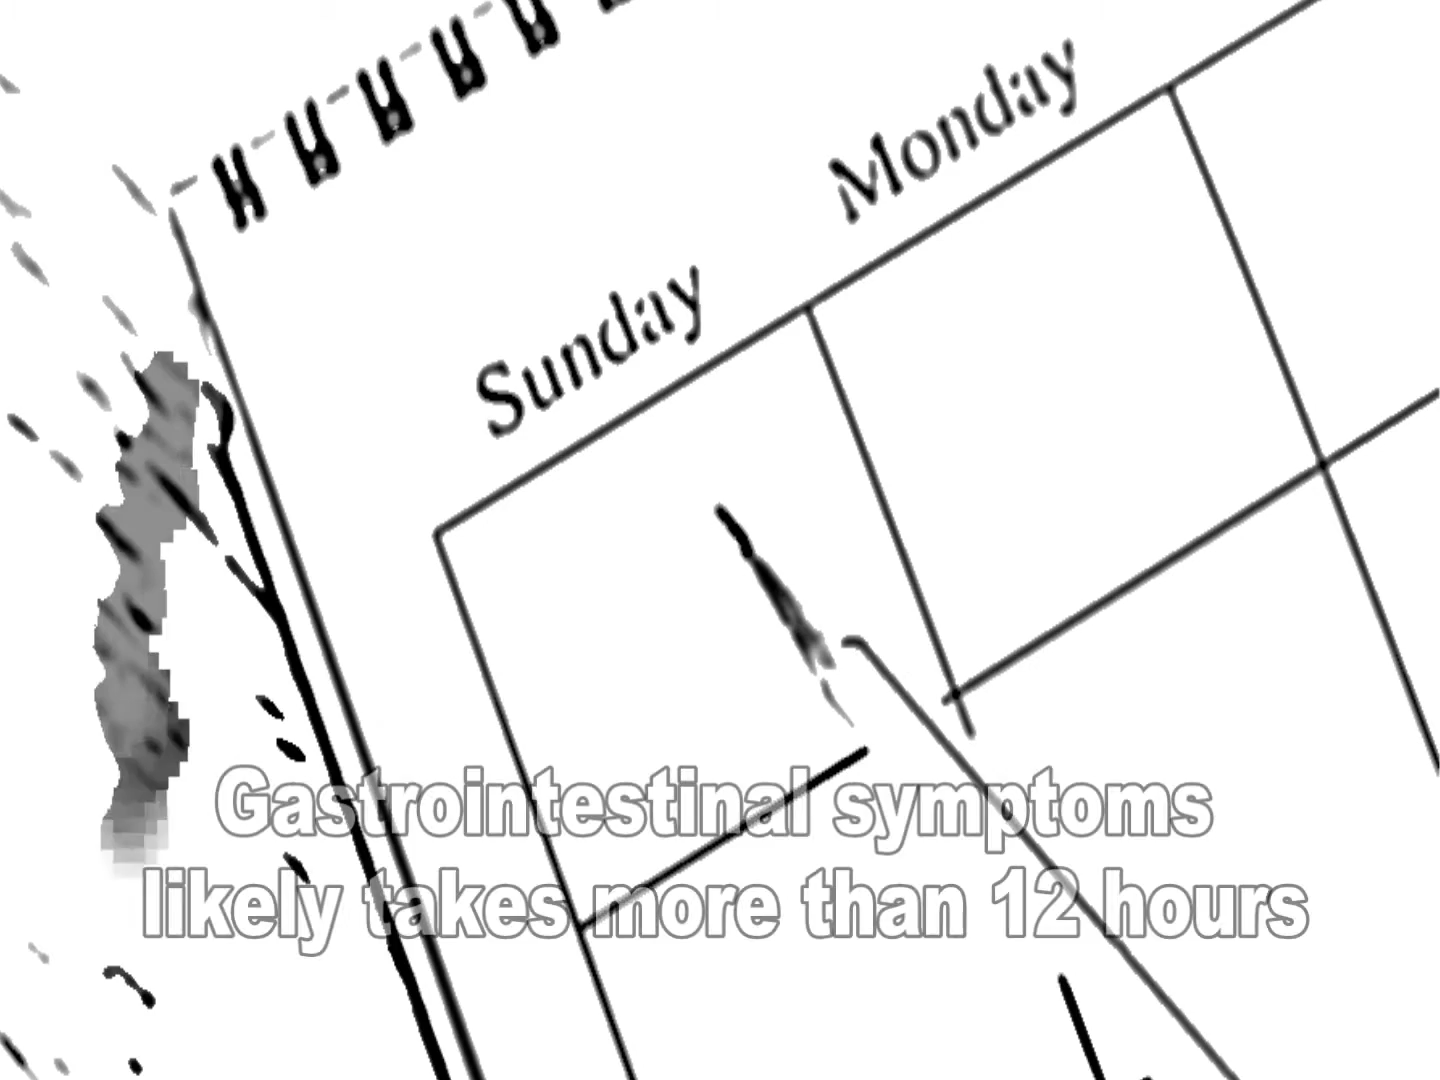 Monday
Sunday
Gastrointestinal symptoms
likely takes more than 12 hours